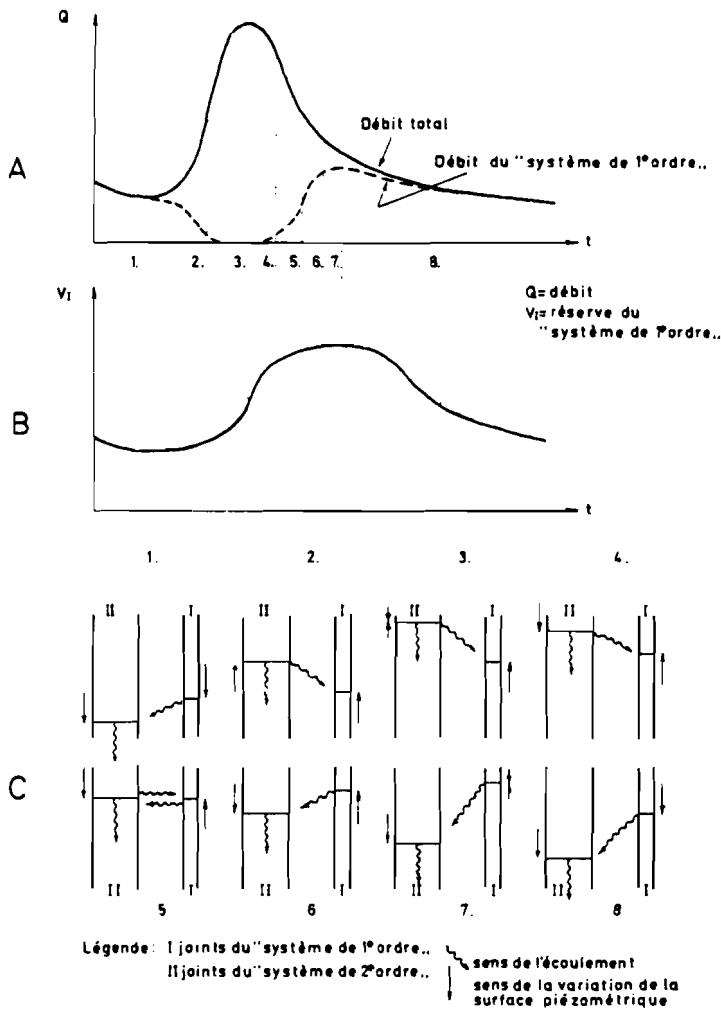 Q
A
Débit total
Débit du "système de 1°ordre„
t
1. 2. 3. 4. 5. 6. 7. 8.
VI
Q= débit
VI= réserve du
"système de 1°ordre„
B
t
1. 2. 3. 4.
II I II I II I II I
C
II I II I II I II I
5 6 7. 8
Légende: I joints du "système de 1°ordre„
II joints du "système de 2°ordre„
sens de l'écoulement
sens de la variation de la
surface piézométrique